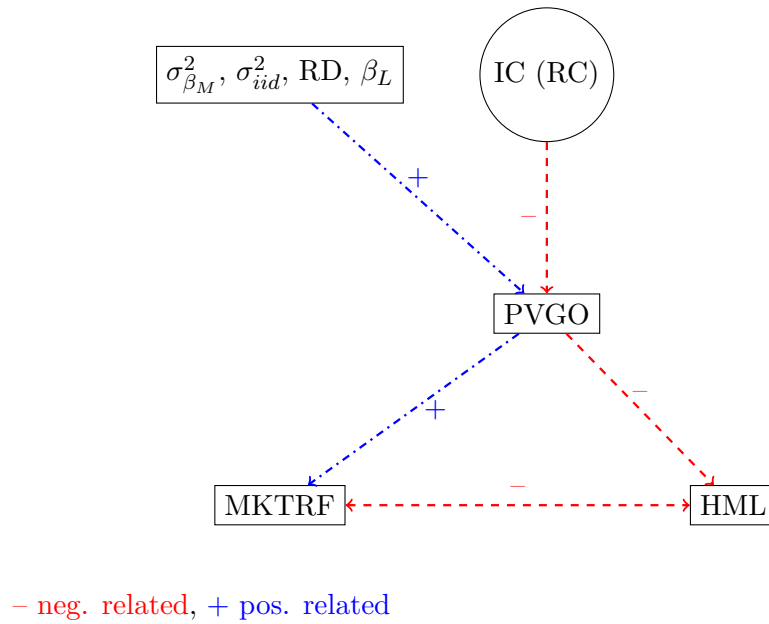 σ²_{β_M}, σ²_{iid}, RD, β_L
IC (RC)
+
–
PVGO
–
+
–
MKTRF
HML
– neg. related, + pos. related